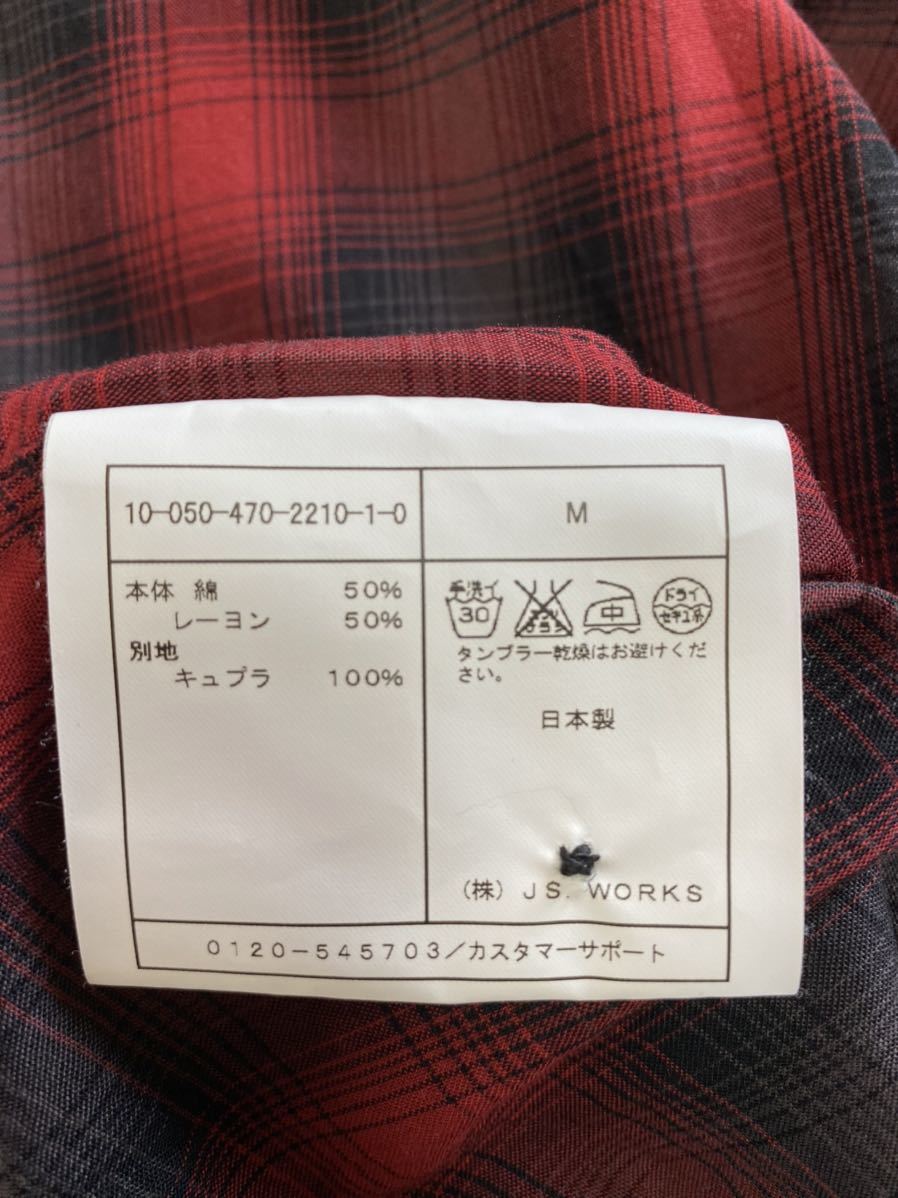 10-050-470-2210-1-0
M
本体 綿 50%
レーヨン 50%
別地
キュプラ 100%
手洗イ
30
中
ドライ
セキユ系
タンブラー乾燥はお避けくだ
さい。
日本製
(株) JS. WORKS
0120-545703/カスタマーサポート